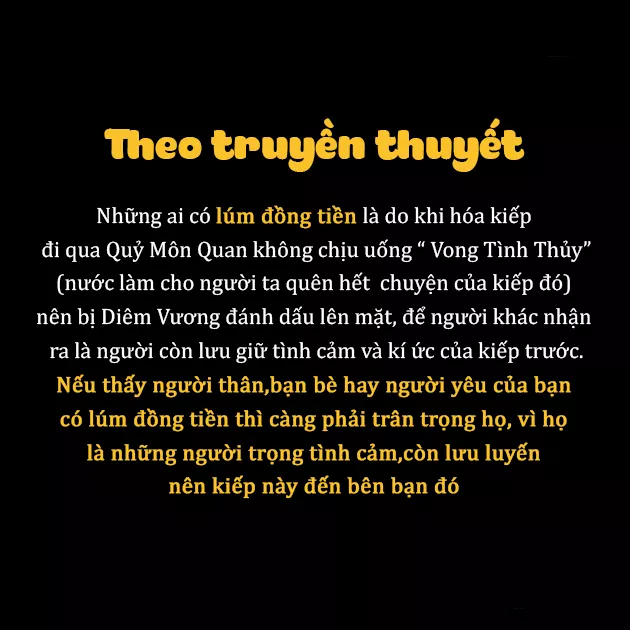 Theo truyền thuyết
Những ai có lúm đồng tiền là do khi hóa kiếp
đi qua Quỷ Môn Quan không chịu uống “ Vong Tình Thủy”
(nước làm cho người ta quên hết  chuyện của kiếp đó)
nên bị Diêm Vương đánh dấu lên mặt, để người khác nhận
ra là người còn lưu giữ tình cảm và kí ức của kiếp trước.
Nếu thấy người thân,bạn bè hay người yêu của bạn
có lúm đồng tiền thì càng phải trân trọng họ, vì họ
là những người trọng tình cảm,còn lưu luyến
nên kiếp này đến bên bạn đó